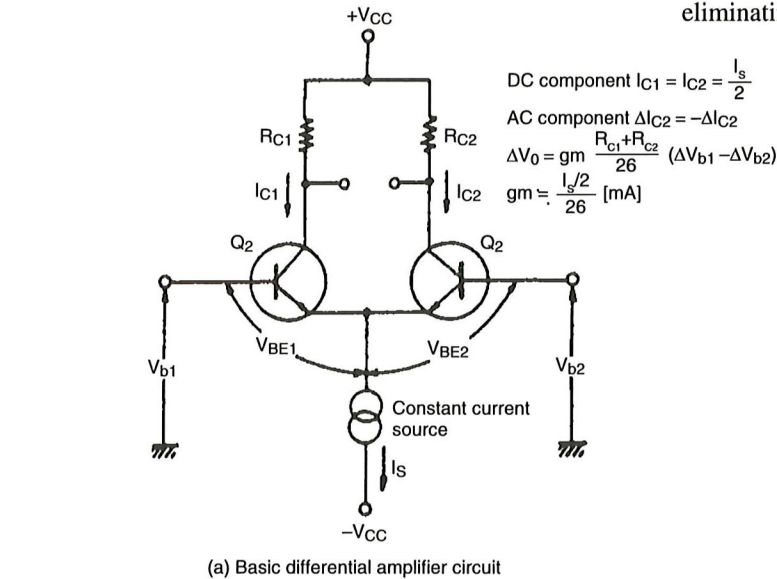 eliminati
+VCC
DC component IC1 = IC2 = Is/2
AC component ΔIC2 = −ΔIC2
RC1
RC2
ΔV0 = gm Rc1+Rc2/26 (ΔVb1 −ΔVb2)
IC1
IC2
gm ≒ Is/2/26 [mA]
Q2
Q2
VBE1
VBE2
Vb1
Vb2
Constant current
source
IS
−VCC
(a) Basic differential amplifier circuit